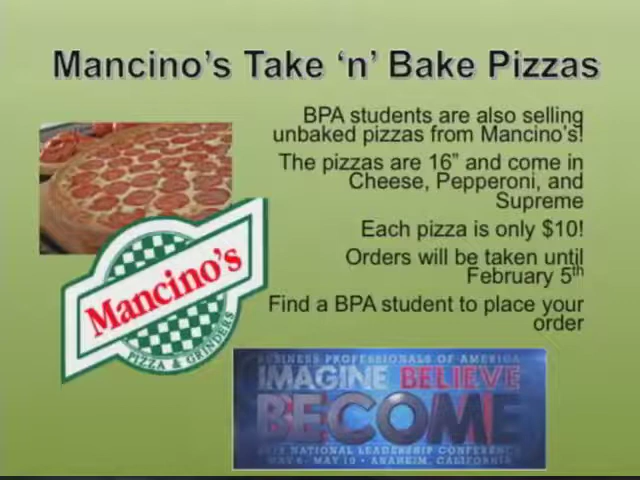 Mancino's Take 'n' Bake Pizzas
BPA students are also selling
unbaked pizzas from Mancino's!
The pizzas are 16" and come in
Cheese, Pepperoni, and
Supreme
Each pizza is only $10!
Orders will be taken until
February 5th
Find a BPA student to place your
order
Mancino's
PIZZA & GRINDERS
BUSINESS PROFESSIONALS OF AMERICA
IMAGINE BELIEVE
BECOME
NATIONAL LEADERSHIP CONFERENCE
MAY 10 • ANAHEIM, CALIFORNIA